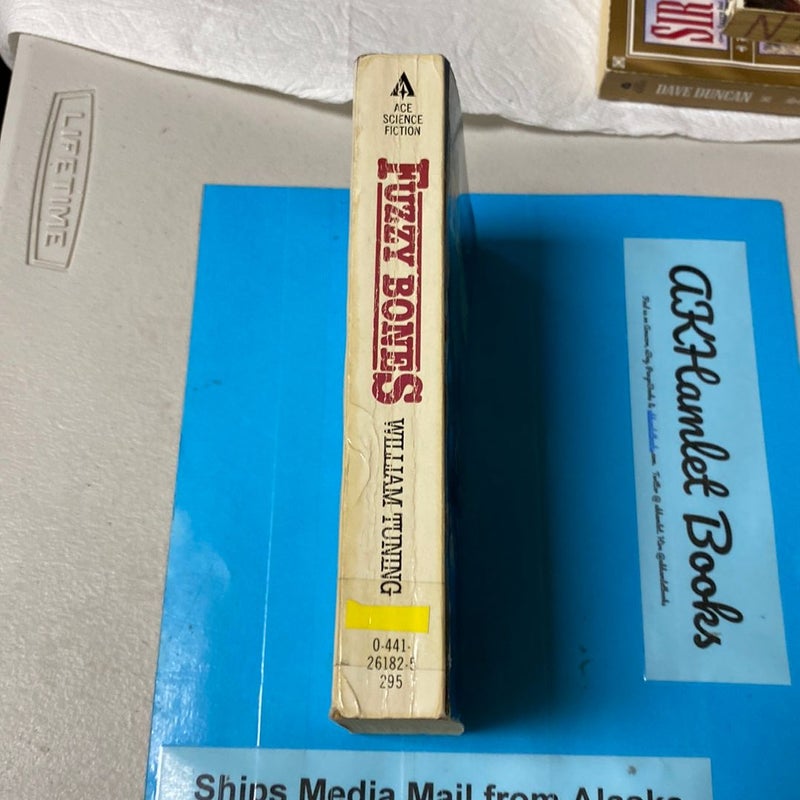 LIFETIME
ACE
SCIENCE
FICTION
FUZZY BONES
WILLIAM TUNING
0-441-
26182-5
295
STR
DAVE DUNCAN
AKHamlet Books
Ships Media Mail from Alaska